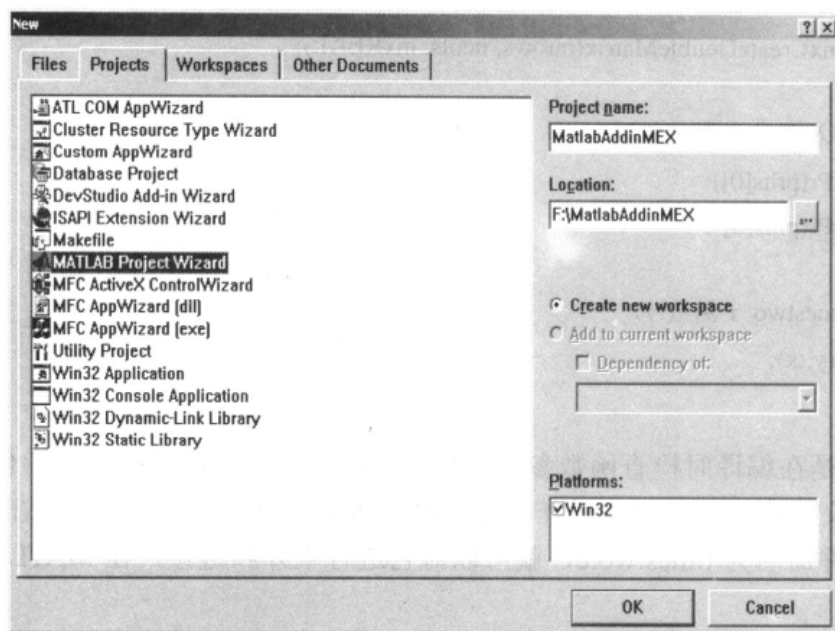 New
Files Projects Workspaces Other Documents
ATL COM AppWizard
Cluster Resource Type Wizard
Custom AppWizard
Database Project
DevStudio Add-in Wizard
ISAPI Extension Wizard
Makefile
MATLAB Project Wizard
MFC ActiveX ControlWizard
MFC AppWizard (dll)
MFC AppWizard (exe)
Utility Project
Win32 Application
Win32 Console Application
Win32 Dynamic-Link Library
Win32 Static Library
Project name:
MatlabAddinMEX
Location:
F:\MatlabAddinMEX
...
Create new workspace
Add to current workspace
Dependency of:
Platforms:
Win32
OK Cancel